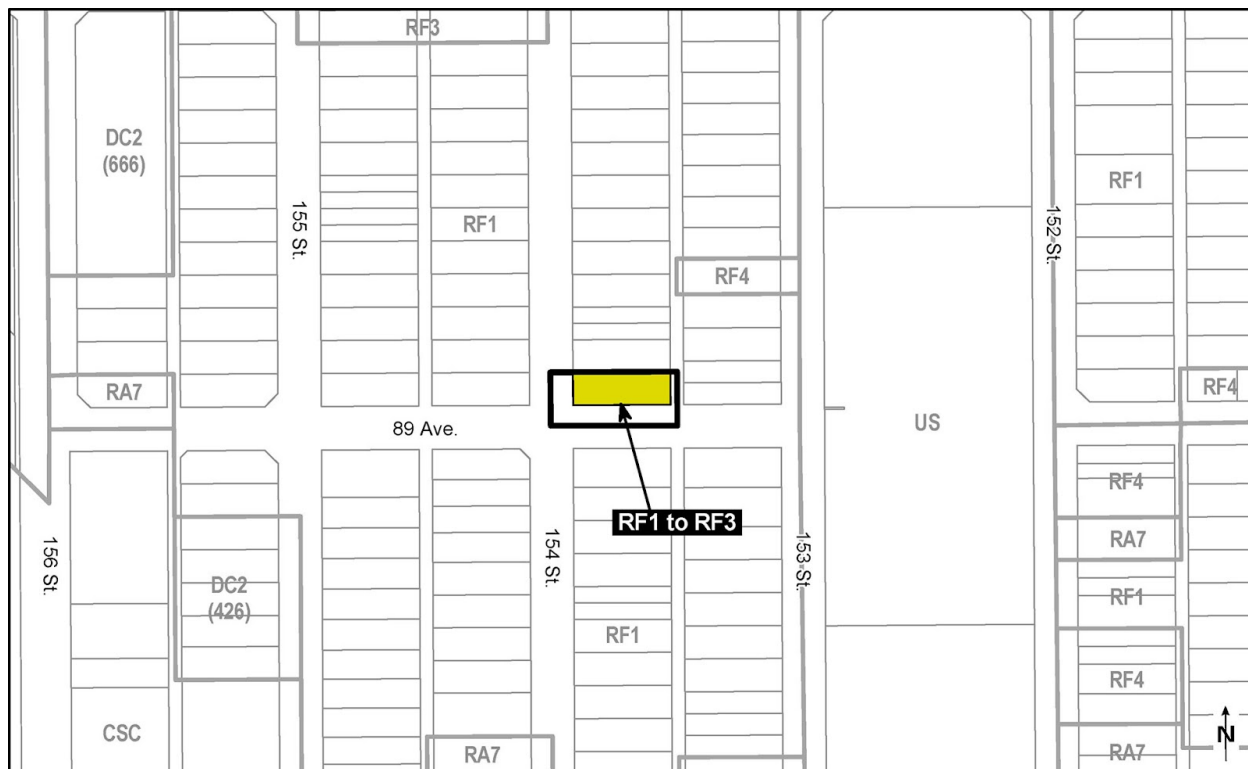 RF3
DC2
(666)
155 St.
RF1
RF4
RA7
89 Ave.
RF1 to RF3
156 St.
DC2
(426)
CSC
154 St.
RF1
RA7
153 St.
US
152 St.
RF1
RF4
RF4
RA7
RF1
RF4
RA7
N